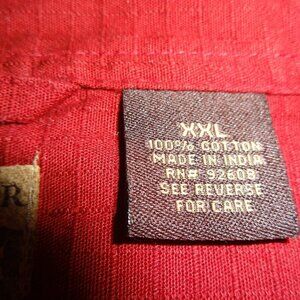 XXL
100% COTTON
MADE IN INDIA
RN# 92608
SEE REVERSE
FOR CARE
R